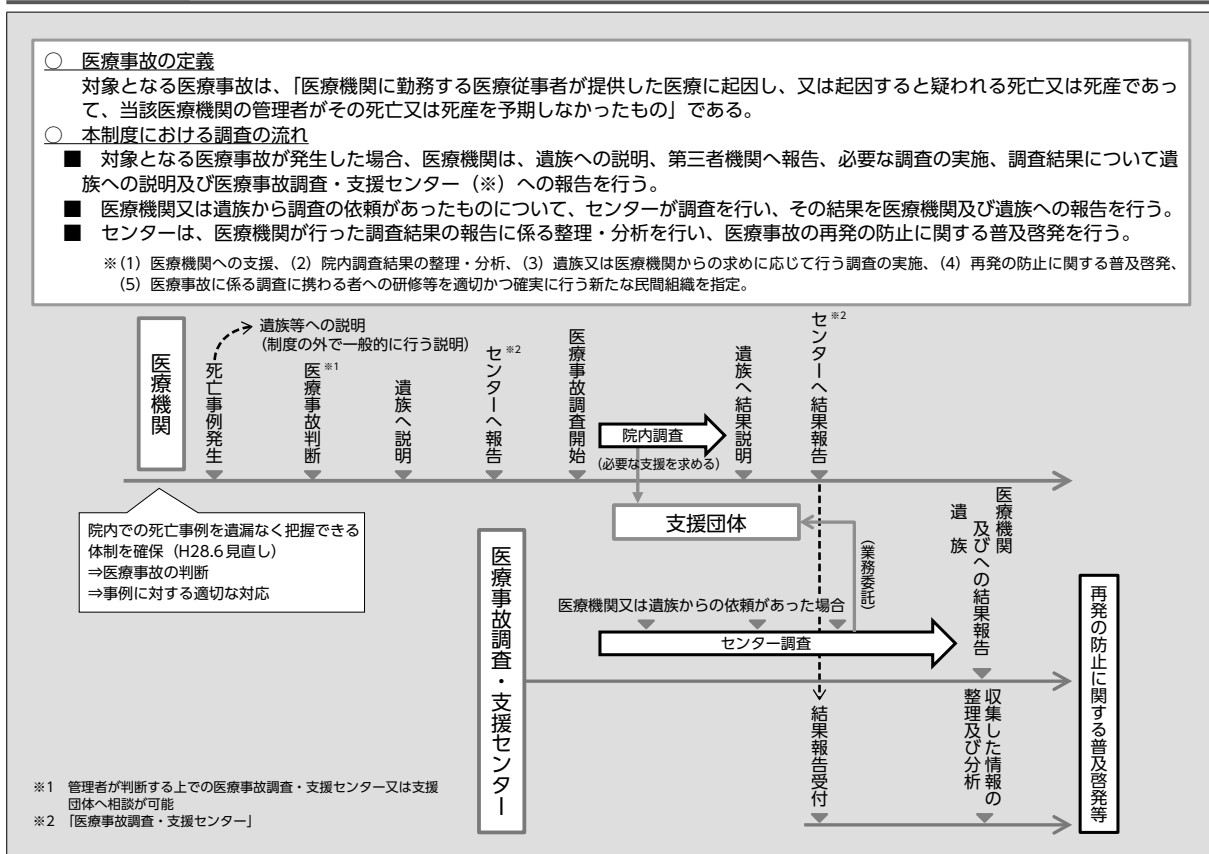 ○ 医療事故の定義
対象となる医療事故は、「医療機関に勤務する医療従事者が提供した医療に起因し、又は起因すると疑われる死亡又は死産であっ
て、当該医療機関の管理者がその死亡又は死産を予期しなかったもの」である。
○ 本制度における調査の流れ
■ 対象となる医療事故が発生した場合、医療機関は、遺族への説明、第三者機関へ報告、必要な調査の実施、調査結果について遺
族への説明及び医療事故調査・支援センター（※）への報告を行う。
■ 医療機関又は遺族から調査の依頼があったものについて、センターが調査を行い、その結果を医療機関及び遺族への報告を行う。
■ センターは、医療機関が行った調査結果の報告に係る整理・分析を行い、医療事故の再発の防止に関する普及啓発を行う。
※（1）医療機関への支援、（2）院内調査結果の整理・分析、（3）遺族又は医療機関からの求めに応じて行う調査の実施、（4）再発の防止に関する普及啓発、
（5）医療事故に係る調査に携わる者への研修等を適切かつ確実に行う新たな民間組織を指定。
医療機関
死亡事例発生
遺族等への説明
（制度の外で一般的に行う説明）
医療事故判断※1
遺族へ説明
センターへ報告※2
医療事故調査開始
院内調査
（必要な支援を求める）
遺族へ結果説明
センターへ結果報告※2
院内での死亡事例を遺漏なく把握できる
体制を確保（H28.6見直し）
⇒医療事故の判断
⇒事例に対する適切な対応
支援団体
（業務委託）
医療事故調査・支援センター
医療機関又は遺族からの依頼があった場合
センター調査
医療機関
及びへの結果報告
遺族
結果報告受付
収集した情報の
整理及び分析
再発の防止に関する普及啓発等
※1 管理者が判断する上での医療事故調査・支援センター又は支援
団体へ相談が可能
※2 「医療事故調査・支援センター」